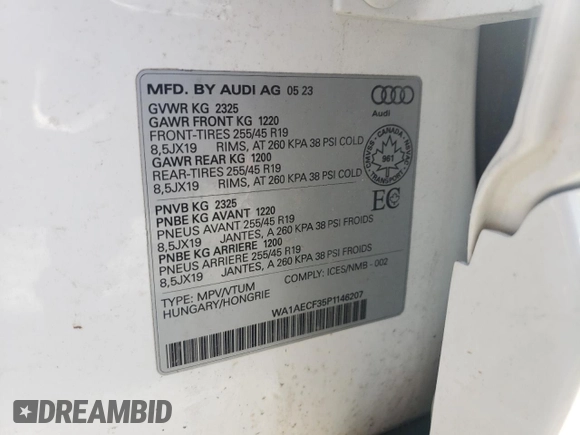 MFD. BY AUDI AG 05 23
GVWR KG 2325
GAWR FRONT KG 1220
FRONT-TIRES 255/45 R19
8,5JX19 RIMS, AT 260 KPA 38 PSI COLD
GAWR REAR KG 1200
REAR-TIRES 255/45 R19
8,5JX19 RIMS, AT 260 KPA 38 PSI COLD
Audi
CMVSS - CANADA - NSVAC
961
TRANSPORT
EC
PNVB KG 2325
PNBE KG AVANT 1220
PNEUS AVANT 255/45 R19
8,5JX19 JANTES, A 260 KPA 38 PSI FROIDS
PNBE KG ARRIERE 1200
PNEUS ARRIERE 255/45 R19
8,5JX19 JANTES, A 260 KPA 38 PSI FROIDS
TYPE: MPV/VTUM COMPLY: ICES/NMB - 002
HUNGARY/HONGRIE
WA1AECF35P1146207
DREAMBID